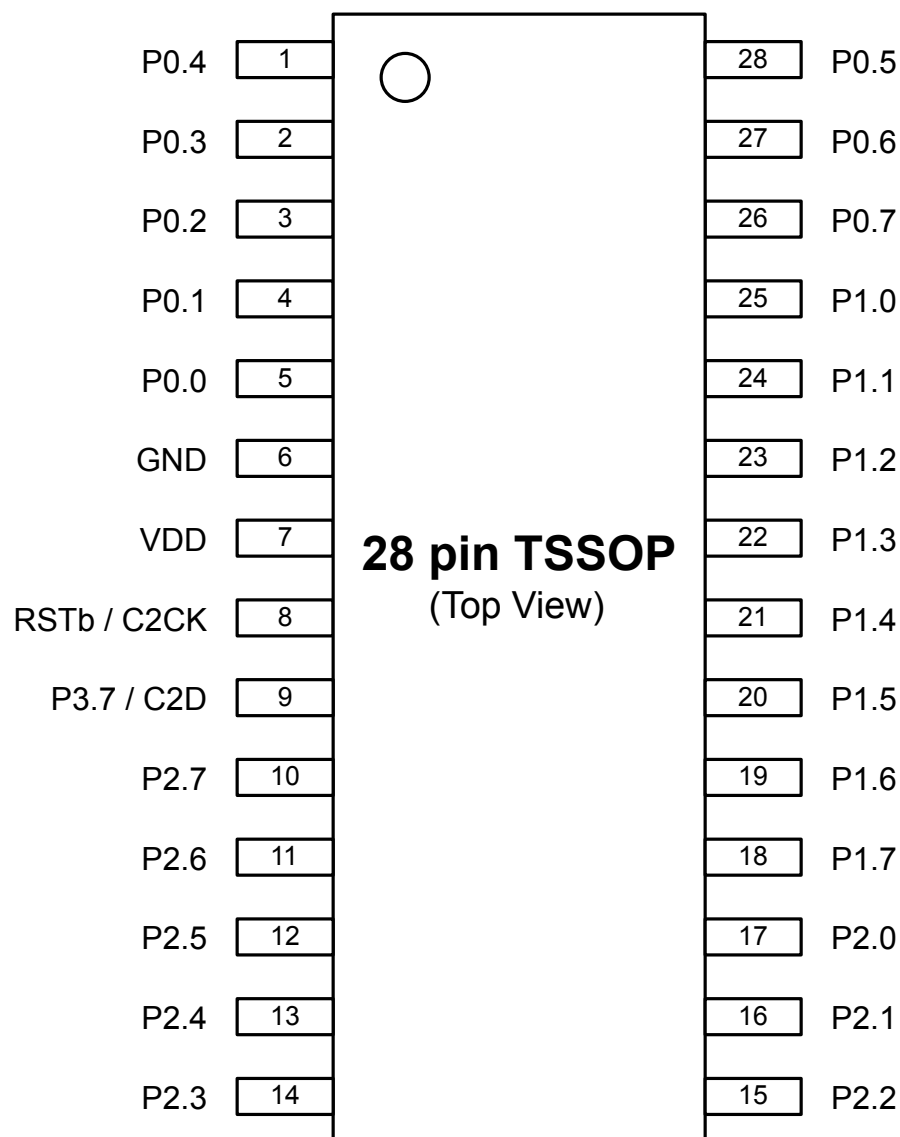 P0.4 1 28 P0.5
P0.3 2 27 P0.6
P0.2 3 26 P0.7
P0.1 4 25 P1.0
P0.0 5 24 P1.1
GND 6 23 P1.2
VDD 7 22 P1.3
28 pin TSSOP
(Top View)
RSTb / C2CK 8 21 P1.4
P3.7 / C2D 9 20 P1.5
P2.7 10 19 P1.6
P2.6 11 18 P1.7
P2.5 12 17 P2.0
P2.4 13 16 P2.1
P2.3 14 15 P2.2